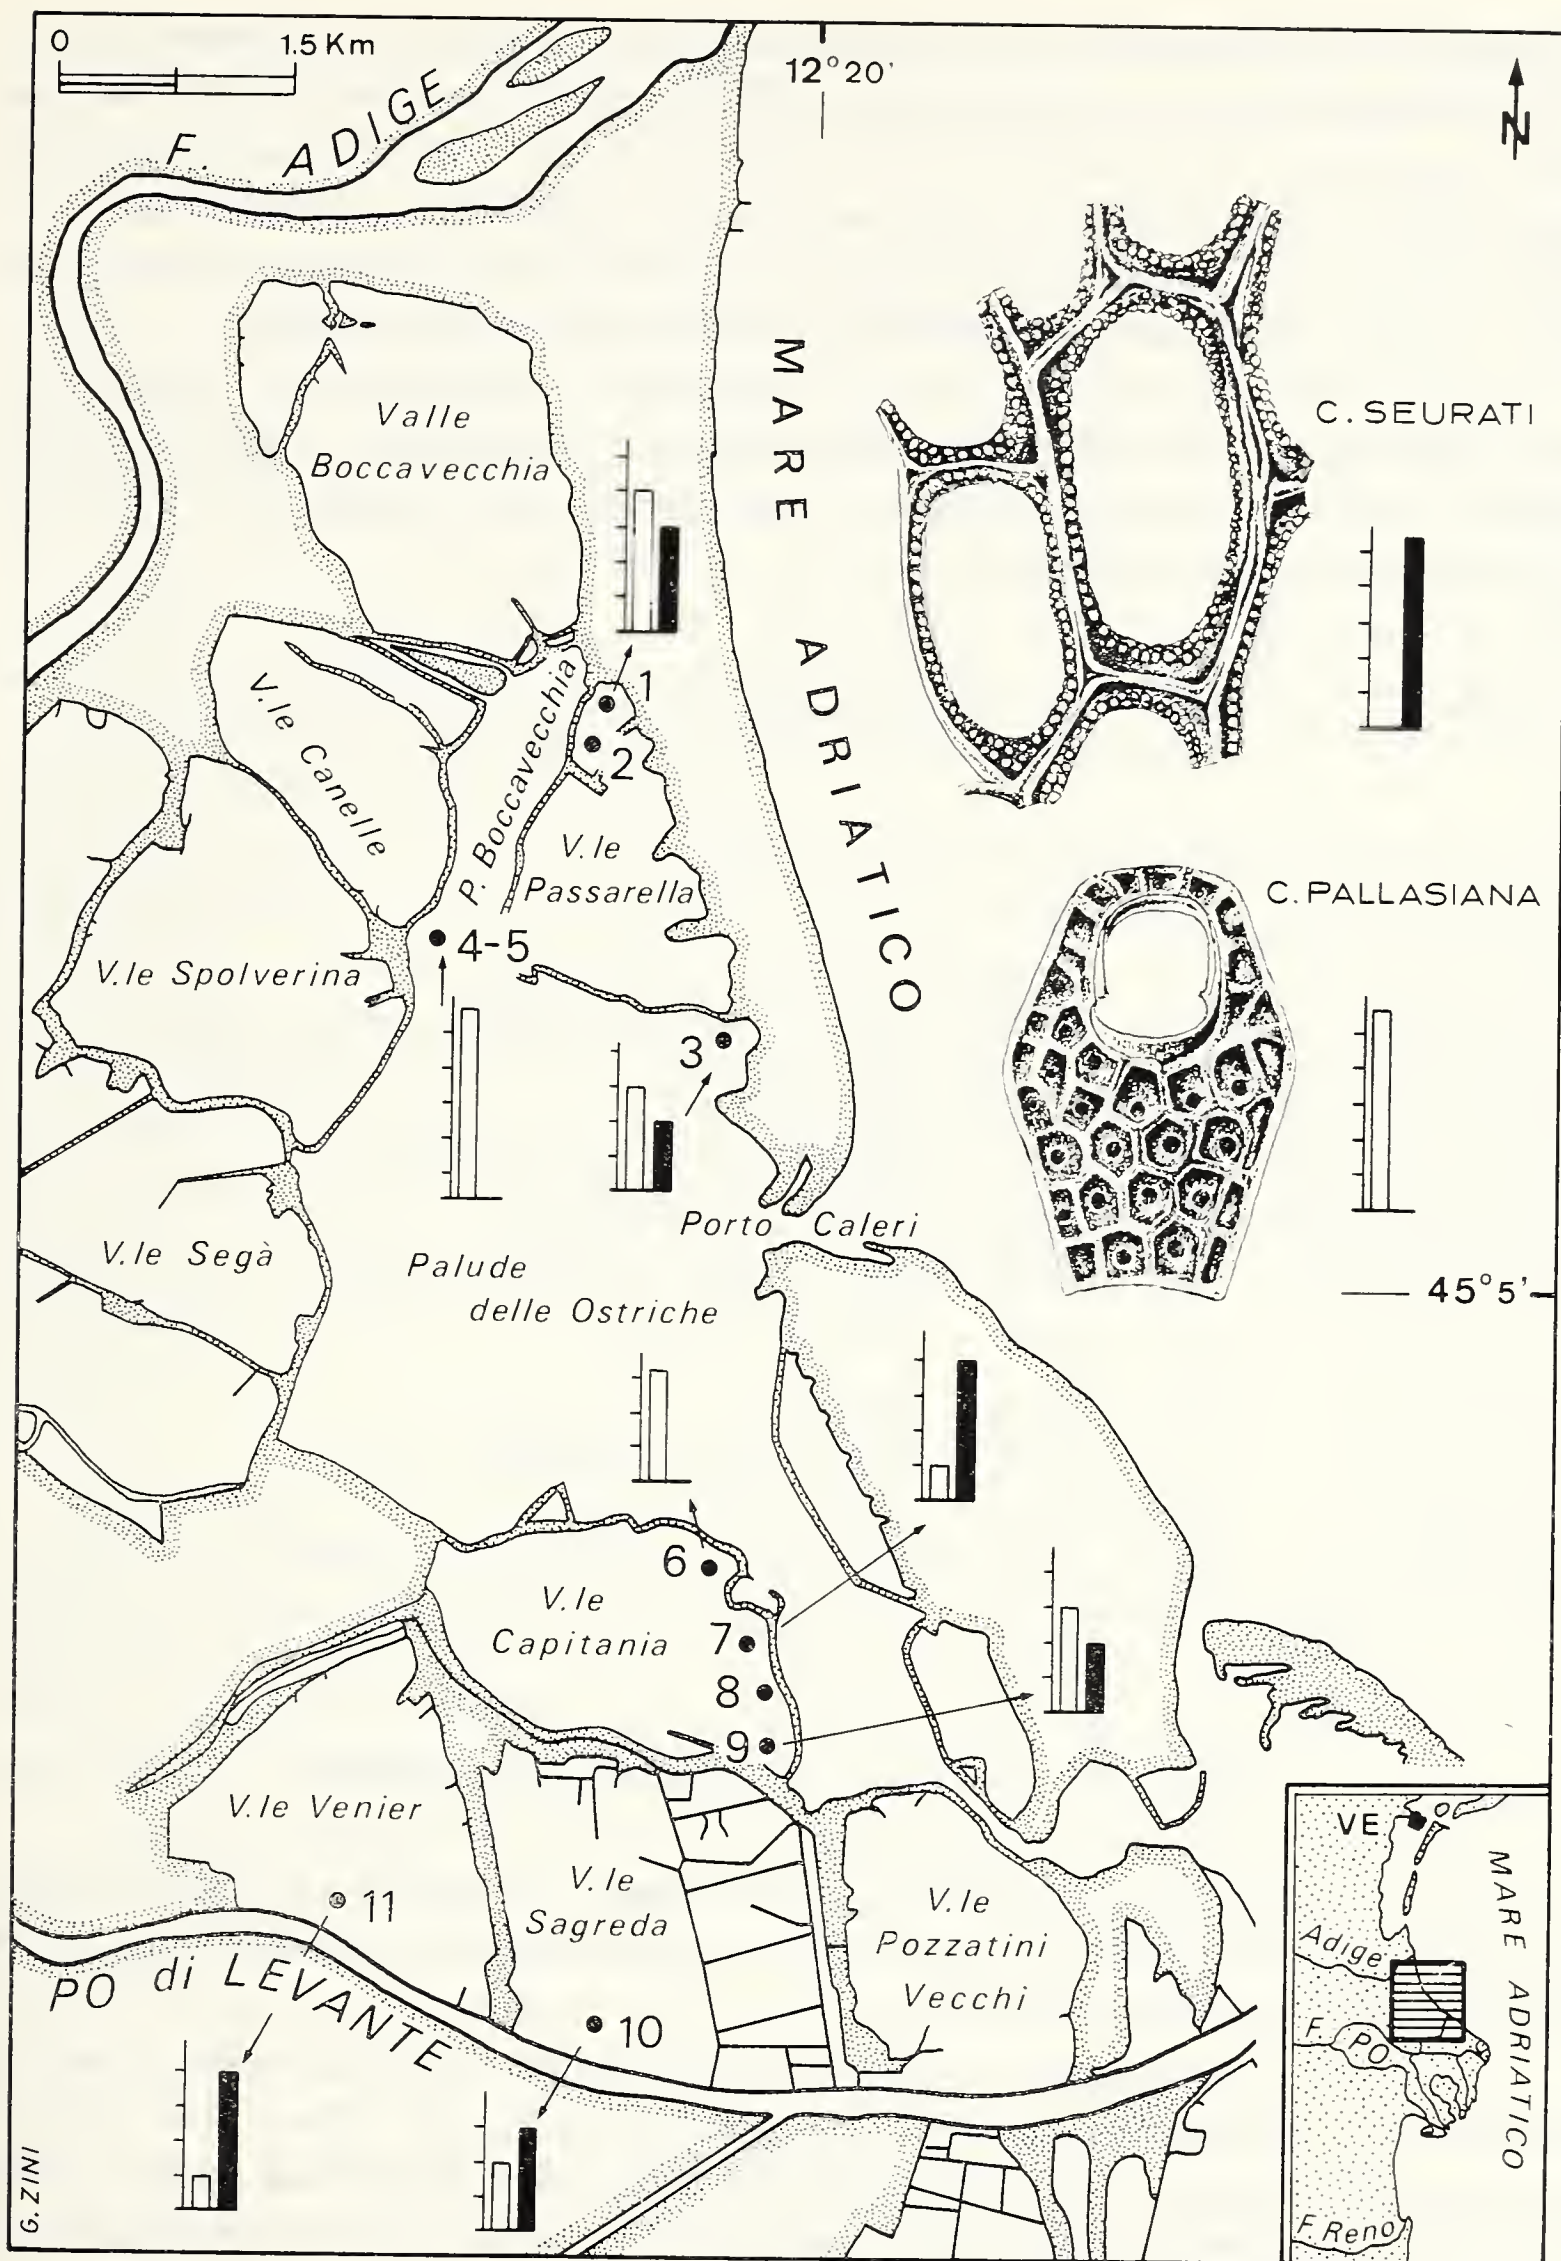 0 1.5 Km
12°20'
N
F. ADIGE
MARE ADRIATICO
Valle
Boccavecchia
C. SEURATI
V.le Canelle
P. Boccavecchia
1
2
V.le
Passarella
C. PALLASIANA
4-5
V.le Spolverina
3
Porto Caleri
V.le Segà
Palude
delle Ostriche
45°5'
6
V.le
Capitania
7
8
9
V.le Venier
11
V.le
Sagreda
V.le
Pozzatini
Vecchi
10
PO di LEVANTE
VE
MARE ADRIATICO
Adige
F. PO
F. Reno
G. ZINI